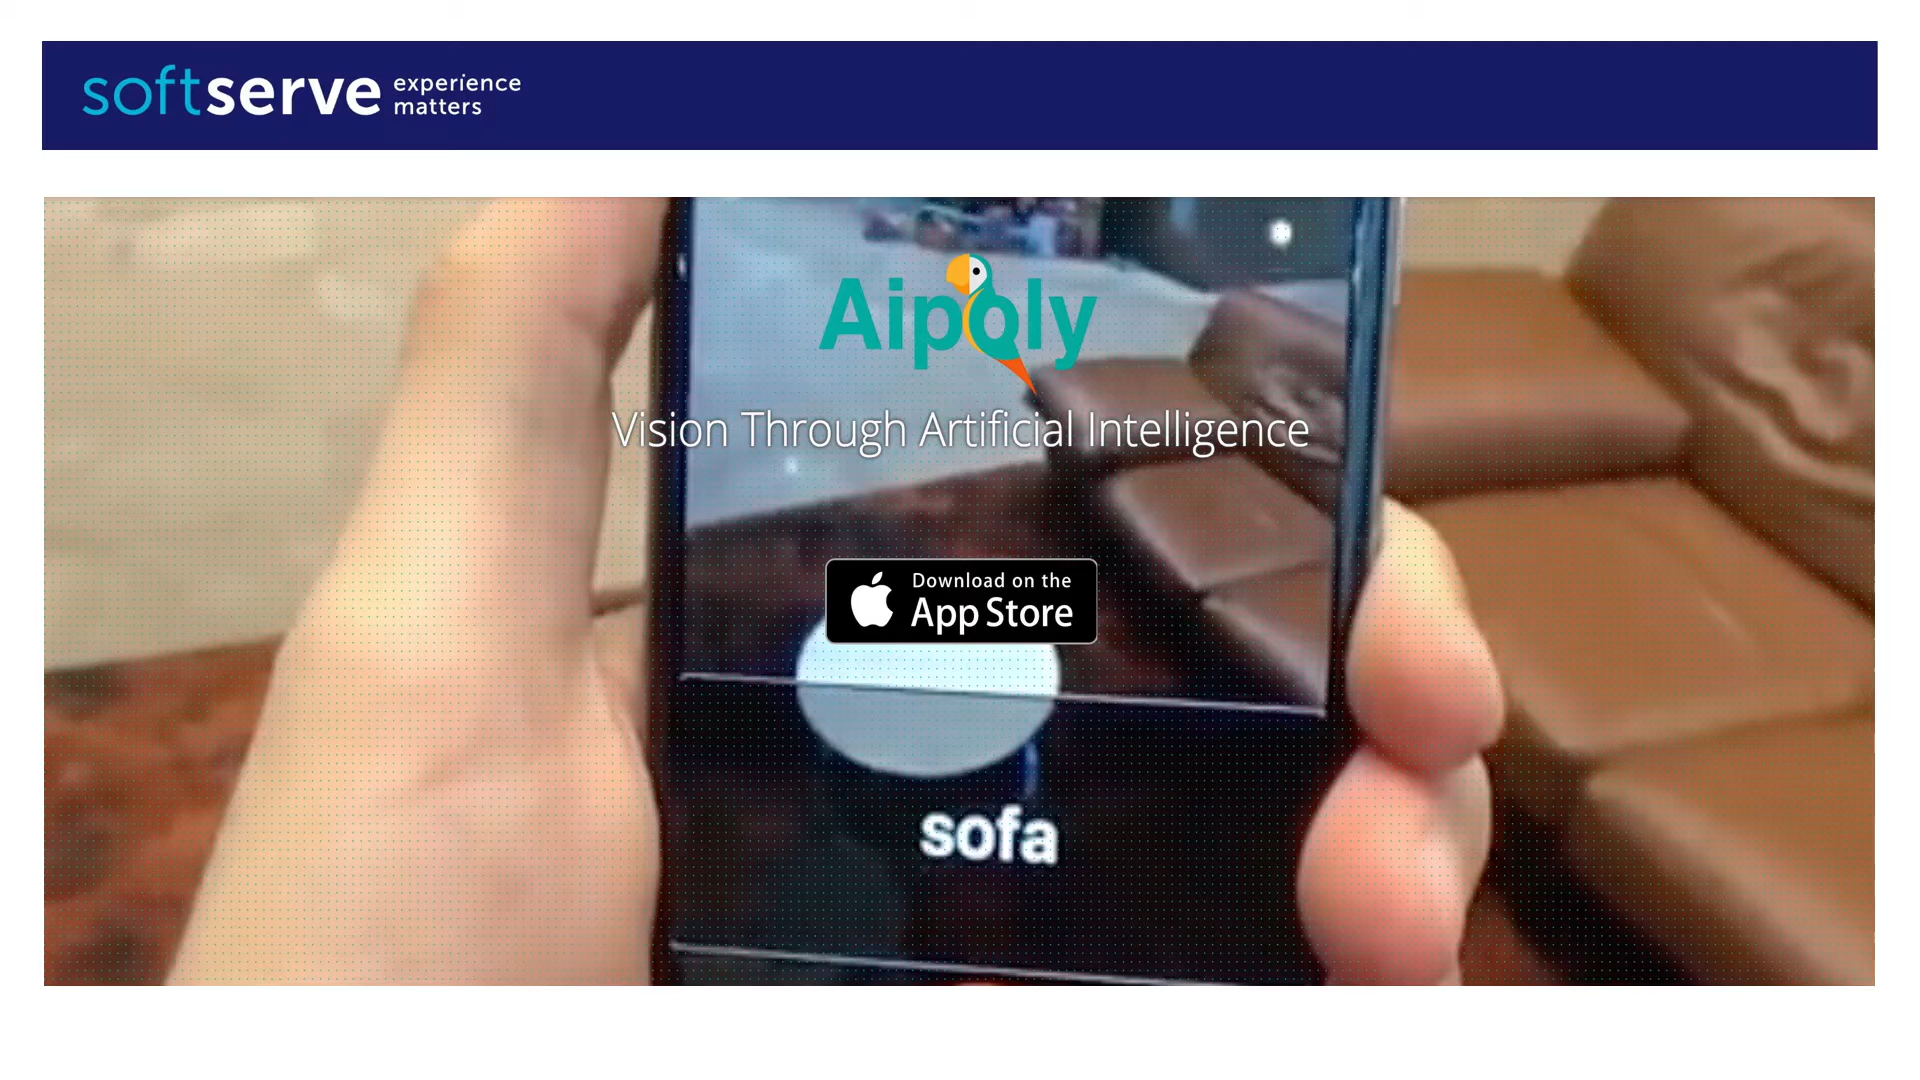 softserve experience matters
Aipoly
Vision Through Artificial Intelligence
Download on the
App Store
sofa